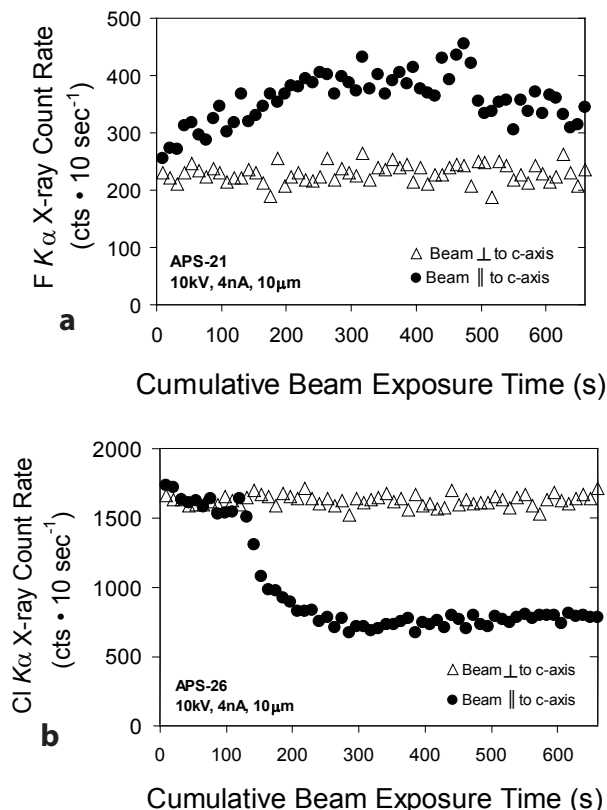 500
400
300
200
100
0
F Kα X-ray Count Rate
(cts • 10 sec⁻¹)
APS-21
10kV, 4nA, 10μm
△ Beam ⊥ to c-axis
● Beam ∥ to c-axis
0 100 200 300 400 500 600
a
Cumulative Beam Exposure Time (s)
2000
1500
1000
500
0
Cl Kα X-ray Count Rate
(cts • 10 sec⁻¹)
APS-26
10kV, 4nA, 10μm
△ Beam ⊥ to c-axis
● Beam ∥ to c-axis
0 100 200 300 400 500 600
b
Cumulative Beam Exposure Time (s)